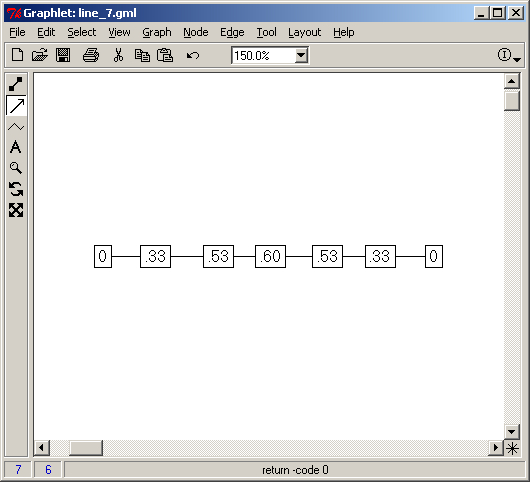 Graphlet: line_7.gml
File Edit Select View Graph Node Edge Tool Layout Help
150.0%
A
0 .33 .53 .60 .53 .33 0
7 6 return -code 0